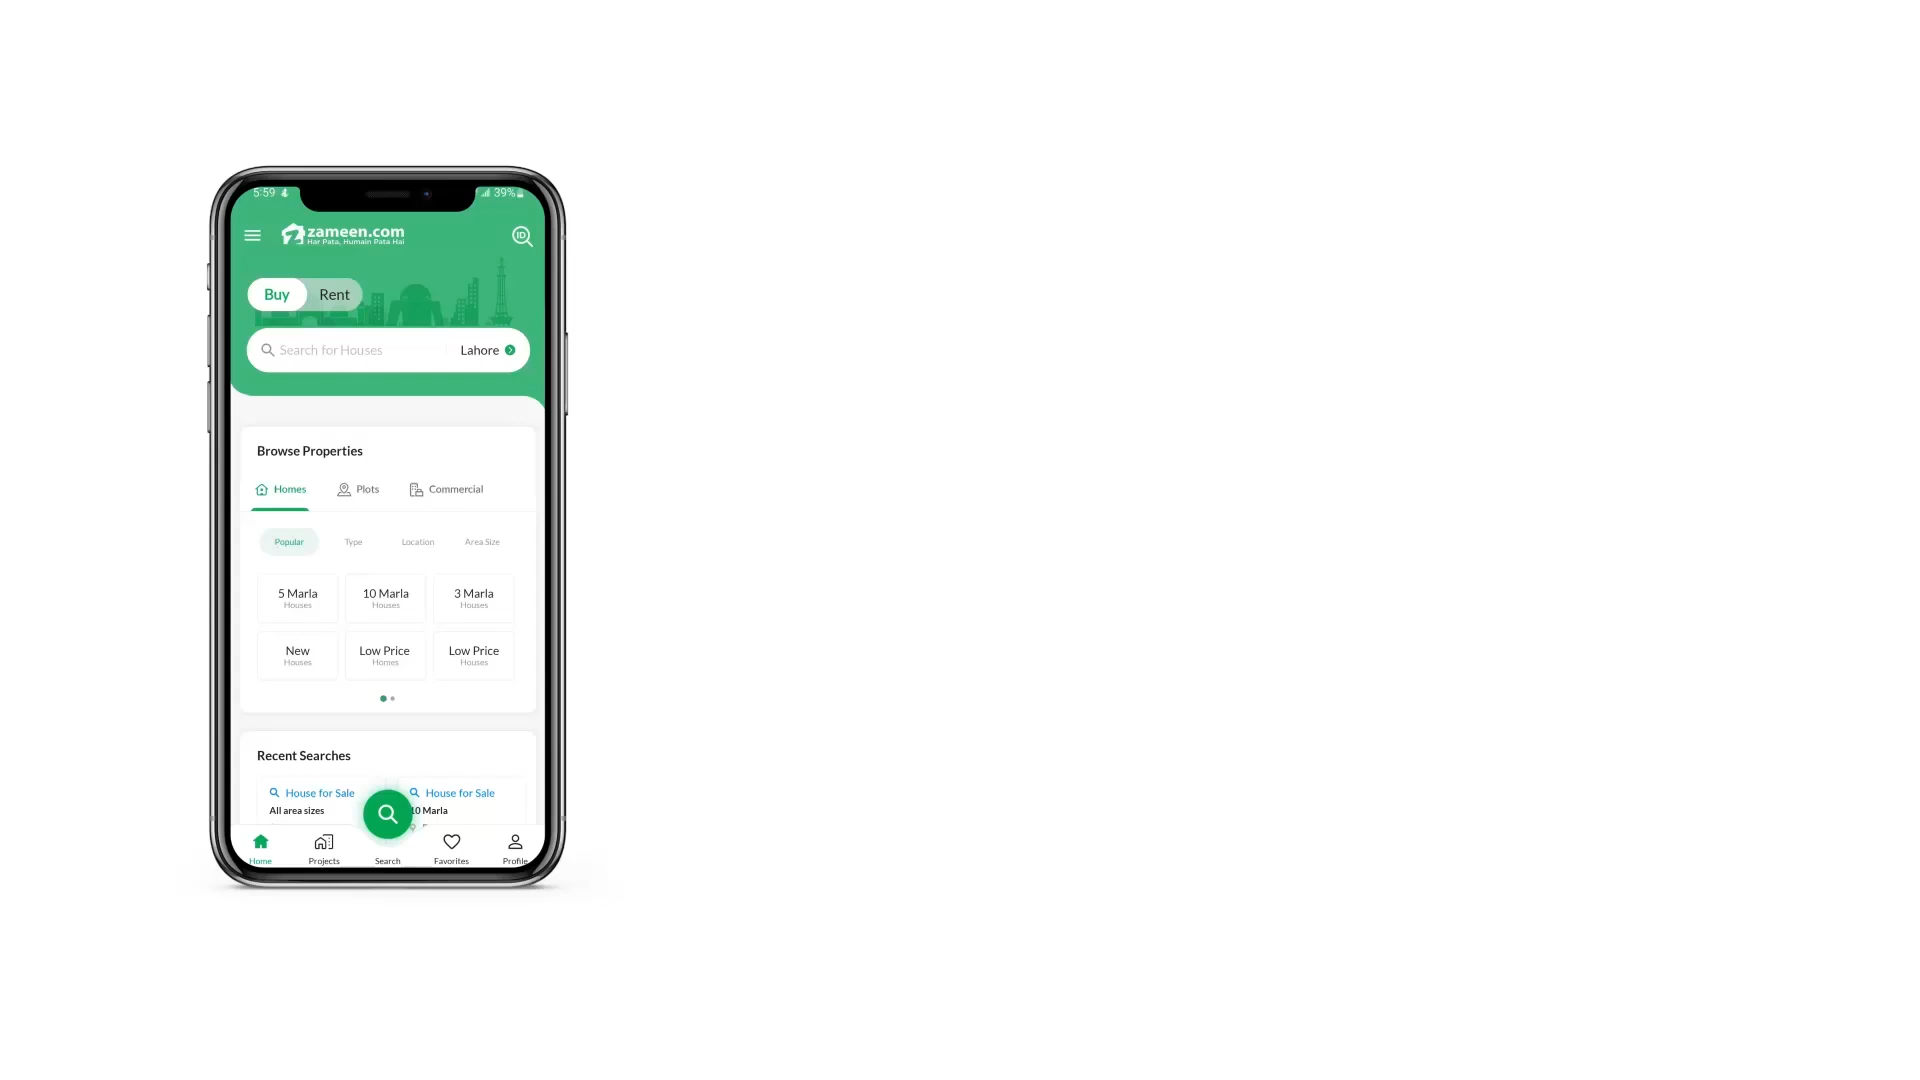 5:59 39%
zameen.com
Har Pata, Humain Pata Hai
ID
Buy Rent
Search for Houses Lahore
Browse Properties
Homes Plots Commercial
Popular Type Location Area Size
5 Marla 10 Marla 3 Marla
Houses Houses Houses
New Low Price Low Price
Houses Homes Houses
Recent Searches
House for Sale House for Sale
All area sizes 10 Marla
Home Projects Search Favorites Profile